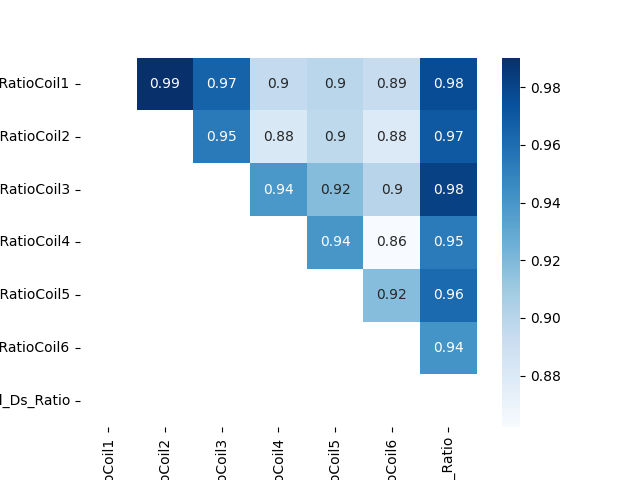 RatioCoil1
0.99 0.97 0.9 0.9 0.89 0.98
0.98
RatioCoil2
0.95 0.88 0.9 0.88 0.97
0.96
RatioCoil3
0.94 0.92 0.9 0.98
0.94
RatioCoil4
0.94 0.86 0.95
0.92
RatioCoil5
0.92 0.96
0.90
RatioCoil6
0.94
0.88
_Ds_Ratio
oCoil1
oCoil2
oCoil3
oCoil4
oCoil5
oCoil6
_Ratio